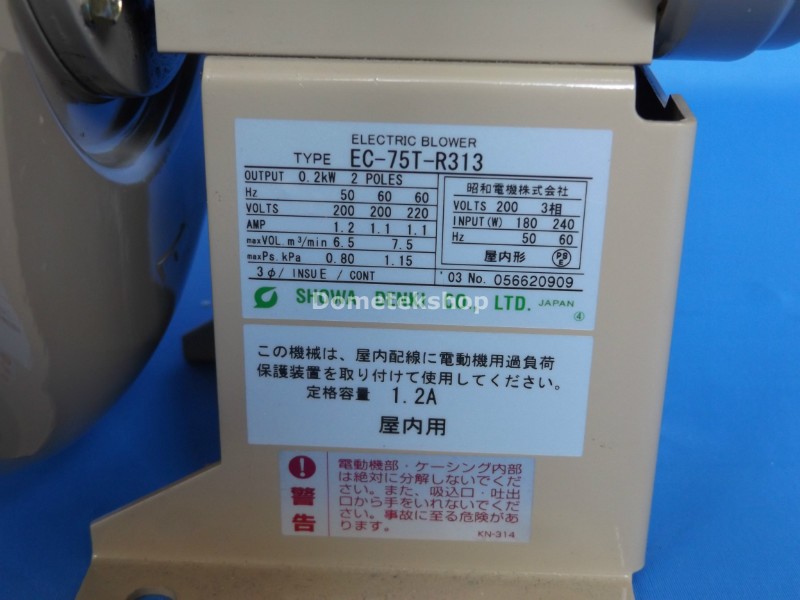 ELECTRIC BLOWER
TYPE EC-75T-R313
OUTPUT 0.2kW 2 POLES
Hz 50 60 60
VOLTS 200 200 220
AMP 1.2 1.1 1.1
maxVOL m³/min 6.5 7.5
maxPs. kPa 0.80 1.15
3φ/ INSU E / CONT
昭和電機株式会社
VOLTS 200 3相
INPUT(W) 180 240
Hz 50 60
屋内形 PS E
'03 No. 056620909
SHOWA DENKI CO., LTD. JAPAN
④
Dometekshop
この機械は、屋内配線に電動機用過負荷
保護装置を取り付けて使用してください。
定格容量 1.2A
屋内用
警告
電動機部・ケーシング内部
は絶対に分解しないでくだ
さい。また、吸込口・吐出
口から手をいれないでくだ
さい。事故に至る危険があ
ります。
KN-314